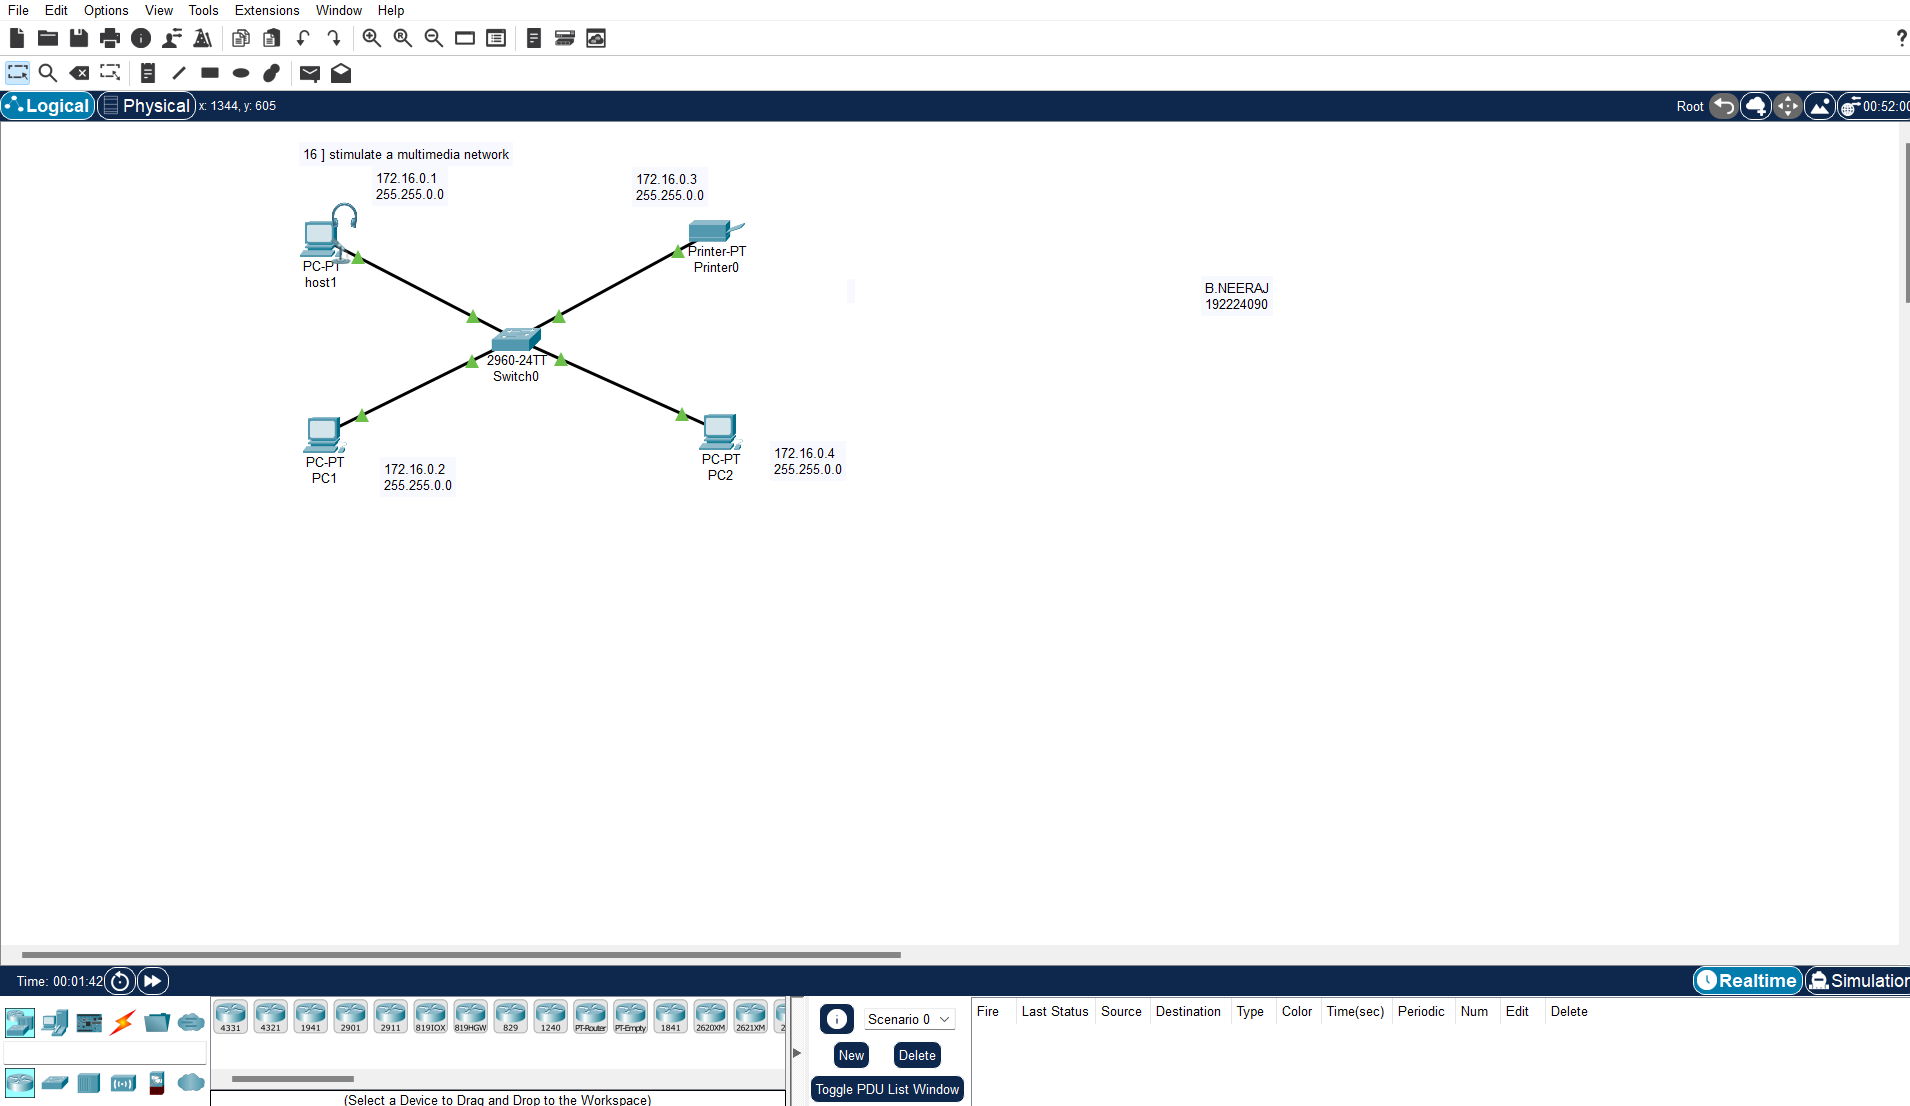 File Edit Options View Tools Extensions Window Help
?
Logical Physical x: 1344, y: 605
Root 00:52:00
16 ] stimulate a multimedia network
172.16.0.1
255.255.0.0
172.16.0.3
255.255.0.0
PC-PT
host1
Printer-PT
Printer0
B.NEERAJ
192224090
2960-24TT
Switch0
PC-PT
PC1
172.16.0.2
255.255.0.0
PC-PT
PC2
172.16.0.4
255.255.0.0
Time: 00:01:42
Realtime Simulation
4331 4321 1941 2901 2911 819IOX 819HGW 829 1240 PT-Router PT-Empty 1841 2620XM 2621XM 2
Scenario 0
New Delete
Toggle PDU List Window
Fire Last Status Source Destination Type Color Time(sec) Periodic Num Edit Delete
(Select a Device to Drag and Drop to the Workspace)